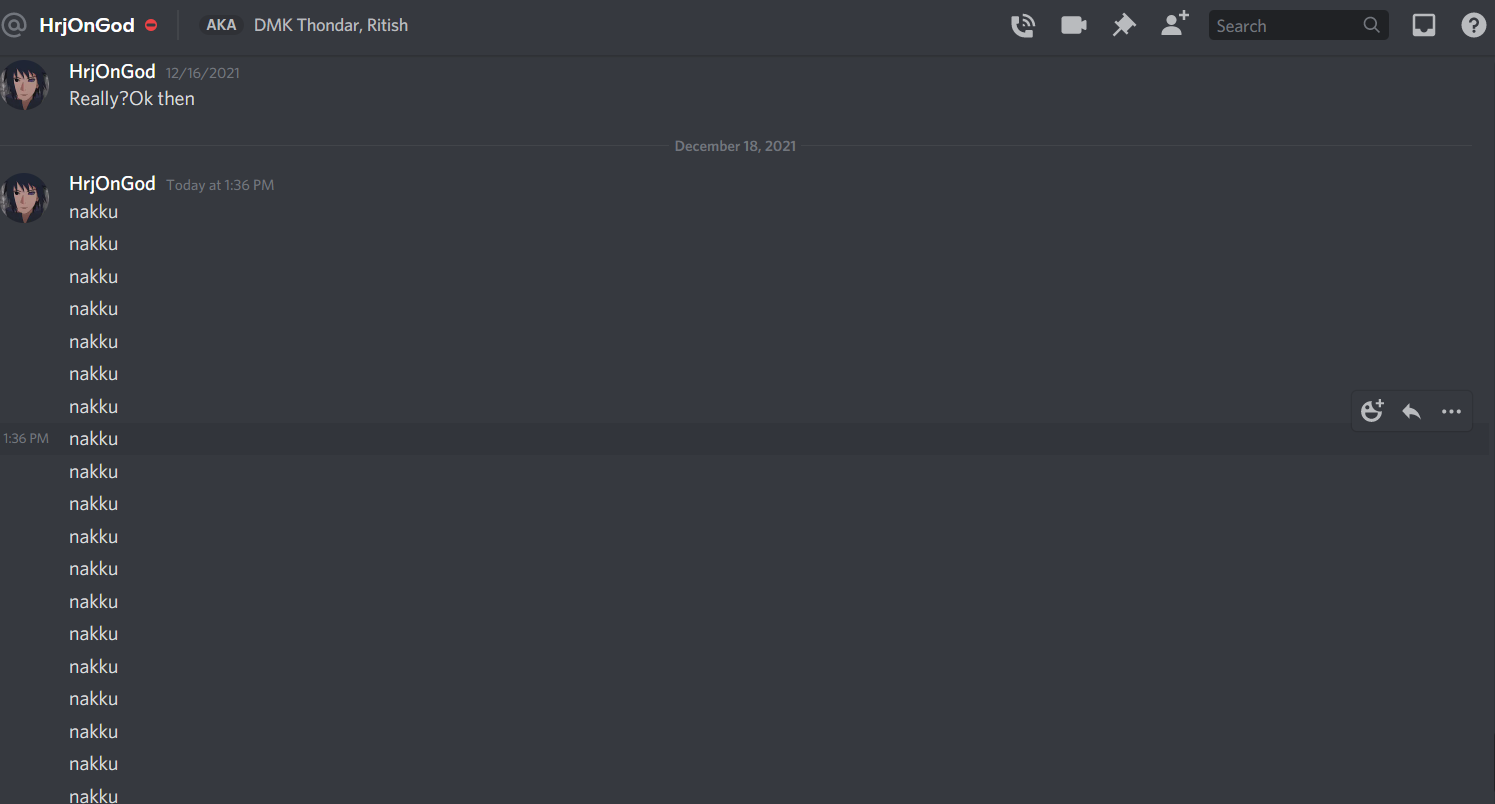 HrjOnGod AKA DMK Thondar, Ritish Search
HrjOnGod 12/16/2021
Really?Ok then
December 18, 2021
HrjOnGod Today at 1:36 PM
nakku
nakku
nakku
nakku
nakku
nakku
nakku
1:36 PM nakku
nakku
nakku
nakku
nakku
nakku
nakku
nakku
nakku
nakku
nakku
nakku